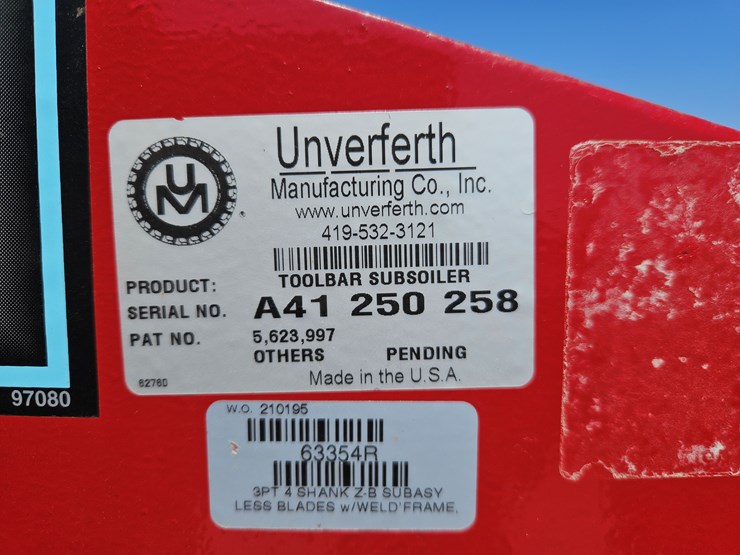 UM
Unverferth
Manufacturing Co., Inc.
www.unverferth.com
419-532-3121
PRODUCT: TOOLBAR SUBSOILER
SERIAL NO. A41 250 258
PAT NO. 5,623,997
OTHERS PENDING
62760 Made in the U.S.A.
97080
W.O. 210195
63354R
3PT 4 SHANK Z-B SUBASY
LESS BLADES w/WELD'FRAME,